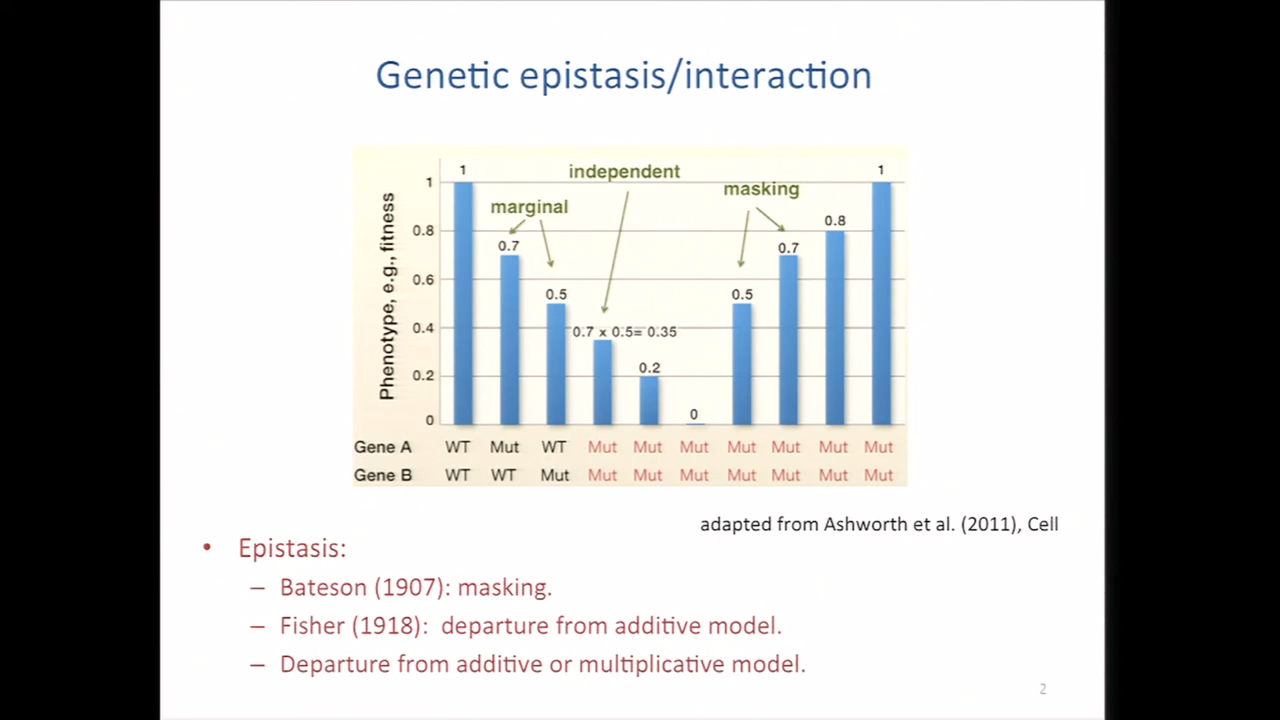 Genetic epistasis/interaction
Phenotype, e.g., fitness
1
0.8
0.6
0.4
0.2
0
independent
marginal
masking
1
0.7
0.5
0.7 x 0.5= 0.35
0.2
0
0.5
0.7
0.8
1
Gene A WT Mut WT Mut Mut Mut Mut Mut Mut Mut
Gene B WT WT Mut Mut Mut Mut Mut Mut Mut Mut
adapted from Ashworth et al. (2011), Cell
• Epistasis:
– Bateson (1907): masking.
– Fisher (1918): departure from additive model.
– Departure from additive or multiplicative model.
2